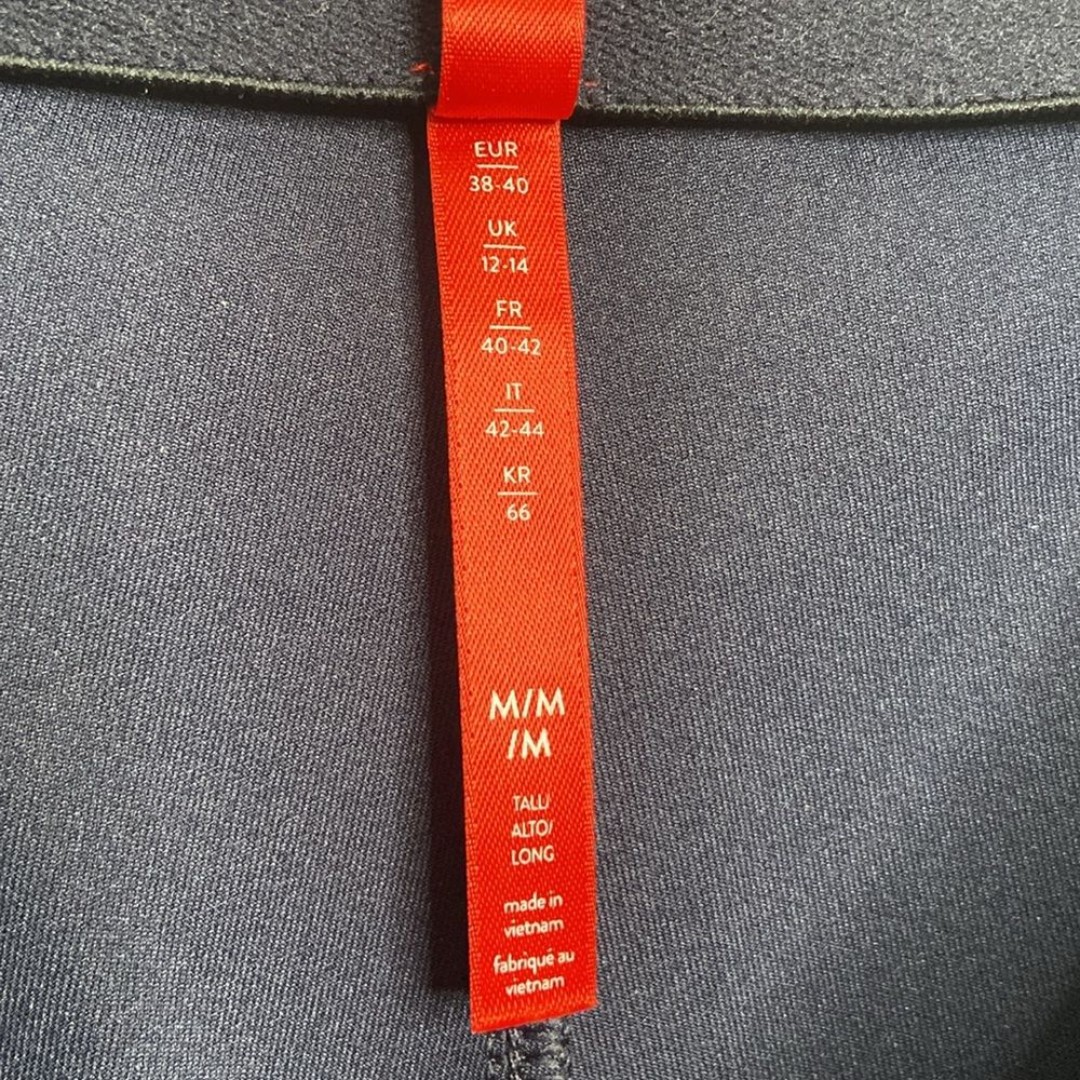 EUR
38-40
UK
12-14
FR
40-42
IT
42-44
KR
66
M/M
/M
TALL/
ALTO/
LONG
made in
vietnam
fabriqué au
vietnam